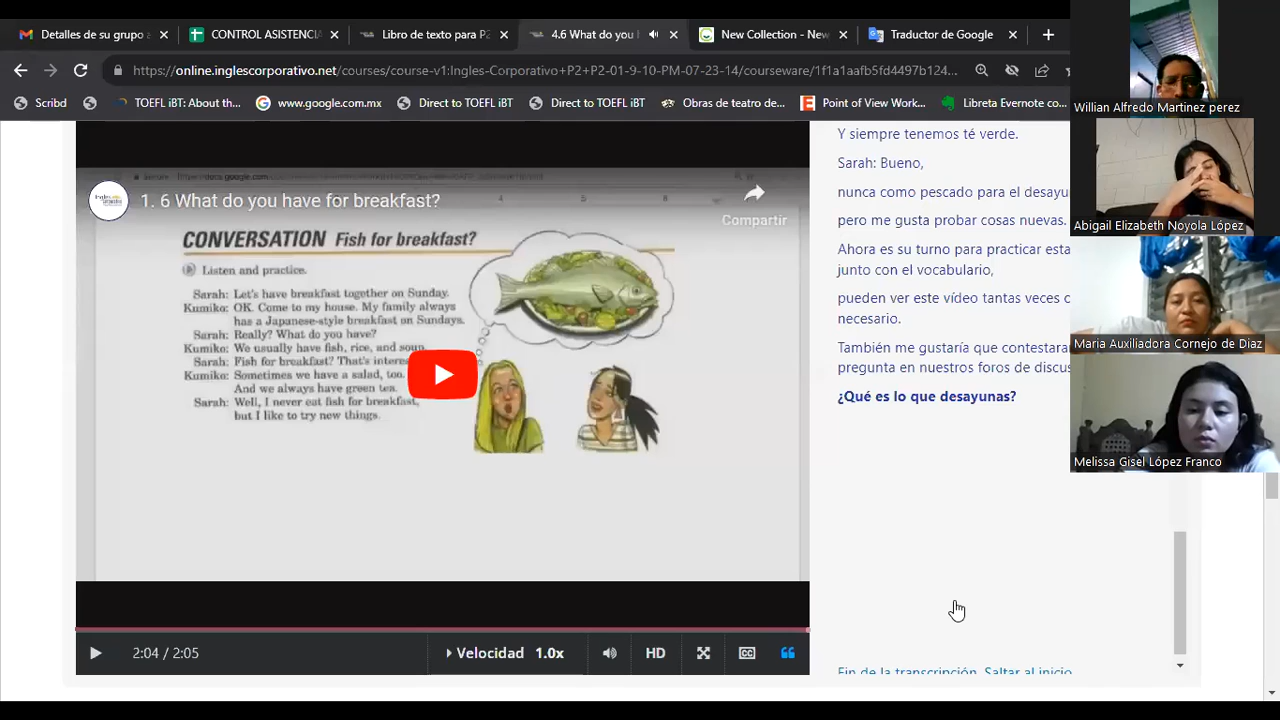 Detalles de su grupo
CONTROL ASISTENCI
Libro de texto para P2
4.6 What do you
New Collection - New
Traductor de Google
https://online.inglescorporativo.net/courses/course-v1:Ingles-Corporativo+P2+P2-01-9-10-PM-07-23-14/courseware/1f1a1aafb5fd4497b124...
Scribd
TOEFL iBT: About th...
www.google.com.mx
Direct to TOEFL iBT
Direct to TOEFL iBT
Obras de teatro de...
Point of View Work...
Libreta Evernote co...
Willian Alfredo Martinez perez
Abigail Elizabeth Noyola López
Maria Auxiliadora Cornejo de Diaz
Melissa Gisel López Franco
1. 6 What do you have for breakfast?
Compartir
CONVERSATION Fish for breakfast?
Listen and practice.
Sarah: Let's have breakfast together on Sunday.
Kumiko: OK. Come to my house. My family always
has a Japanese-style breakfast on Sundays.
Sarah: Really? What do you have?
Kumiko: We usually have fish, rice, and soup.
Sarah: Fish for breakfast? That's interes
Kumiko: Sometimes we have a salad, too.
And we always have green tea.
Sarah: Well, I never eat fish for breakfast,
but I like to try new things.
2:04 / 2:05
Velocidad 1.0x
HD
CC
Y siempre tenemos té verde.
Sarah: Bueno,
nunca como pescado para el desayu
pero me gusta probar cosas nuevas.
Ahora es su turno para practicar esta
junto con el vocabulario,
pueden ver este vídeo tantas veces c
necesario.
También me gustaría que contestara
pregunta en nuestros foros de discus
¿Qué es lo que desayunas?
Fin de la transcripción. Saltar al inicio